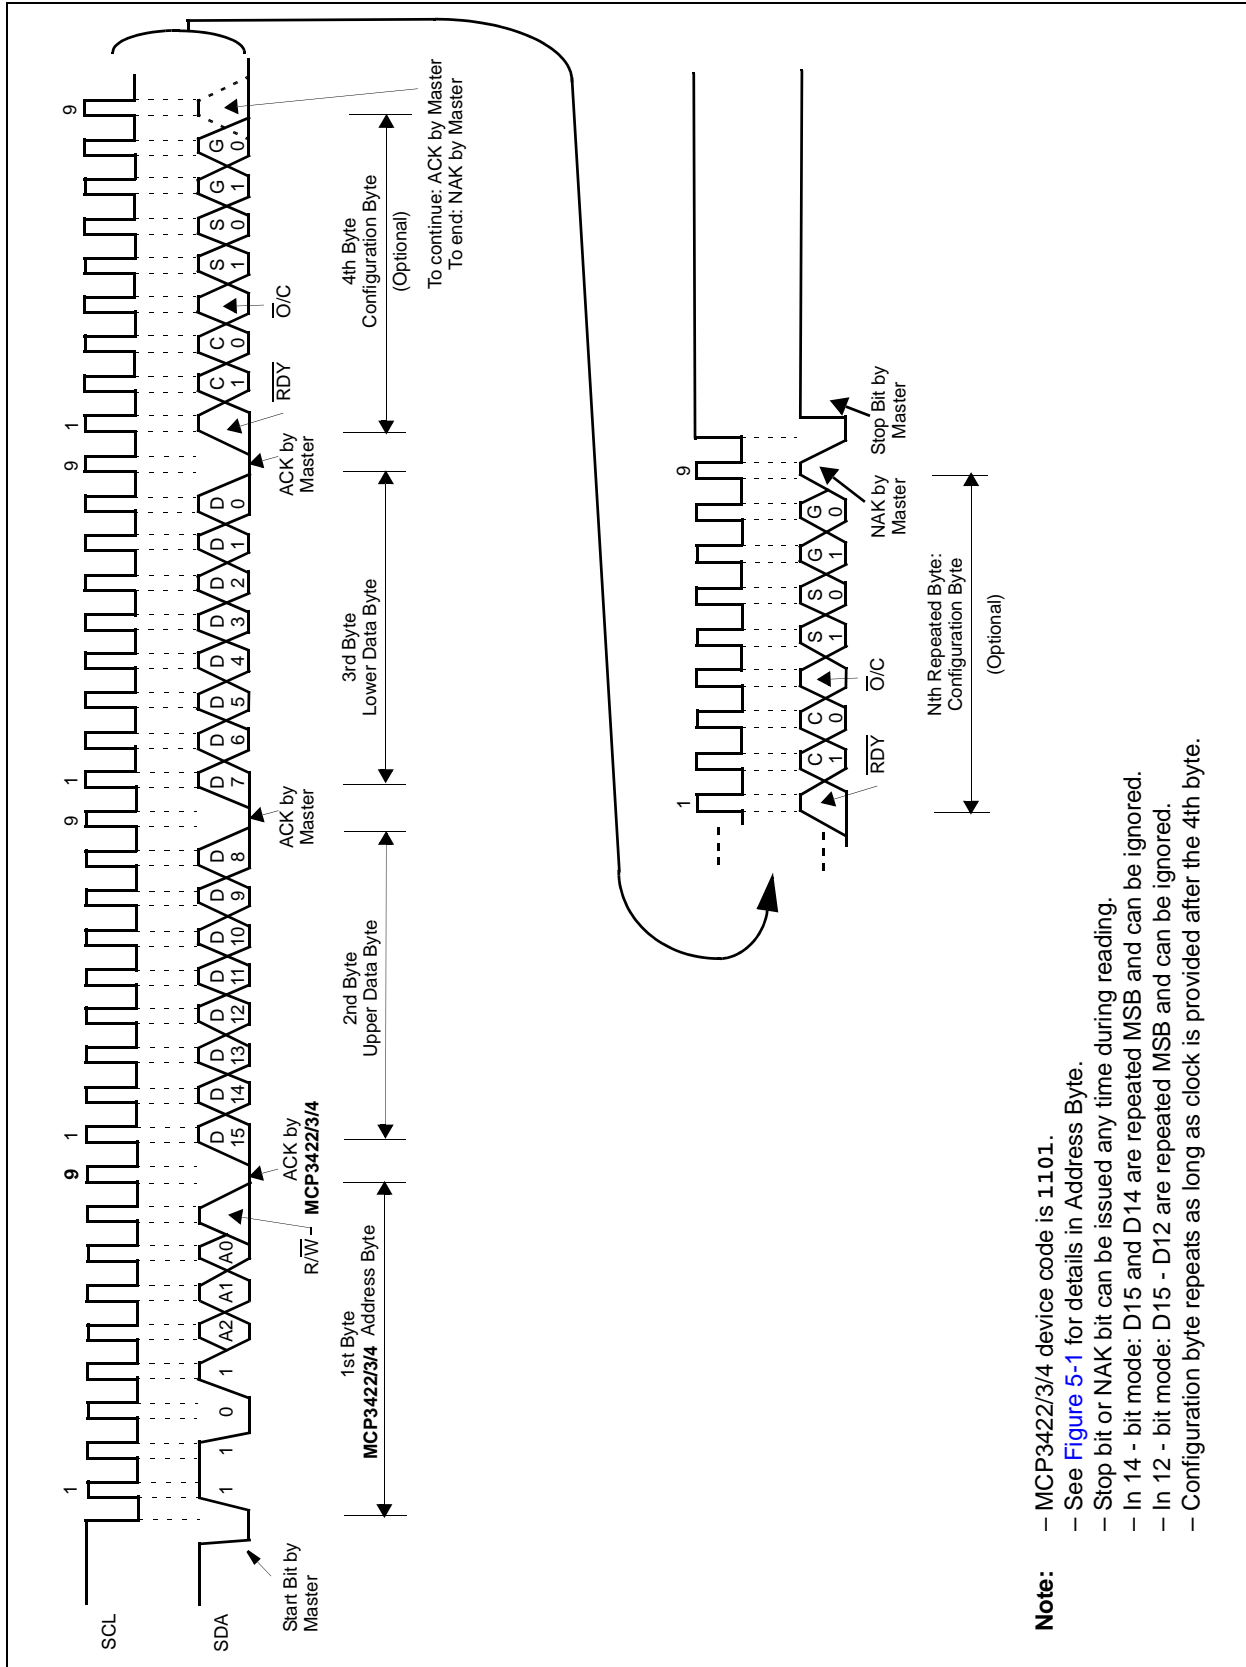 SCL
1
9
1
9
1
9
1
9
SDA
1
1
0
1
A2
A1
A0
D 15
D 14
D 13
D 12
D 11
D 10
D 9
D 8
D 7
D 6
D 5
D 4
D 3
D 2
D 1
D 0
C 1
C 0
S 1
S 0
G 1
G 0
Start Bit by
Master
R/W̅
ACK by
MCP3422/3/4
ACK by
Master
ACK by
Master
R̅D̅Y̅
O̅/C
1st Byte
MCP3422/3/4 Address Byte
2nd Byte
Upper Data Byte
3rd Byte
Lower Data Byte
4th Byte
Configuration Byte
(Optional)
To continue: ACK by Master
To end: NAK by Master
1
9
C 1
C 0
S 1
S 0
G 1
G 0
R̅D̅Y̅
O̅/C
NAK by
Master
Stop Bit by
Master
Nth Repeated Byte:
Configuration Byte
(Optional)
Note: – MCP3422/3/4 device code is 1101.
– See Figure 5-1 for details in Address Byte.
– Stop bit or NAK bit can be issued any time during reading.
– In 14 - bit mode: D15 and D14 are repeated MSB and can be ignored.
– In 12 - bit mode: D15 - D12 are repeated MSB and can be ignored.
– Configuration byte repeats as long as clock is provided after the 4th byte.